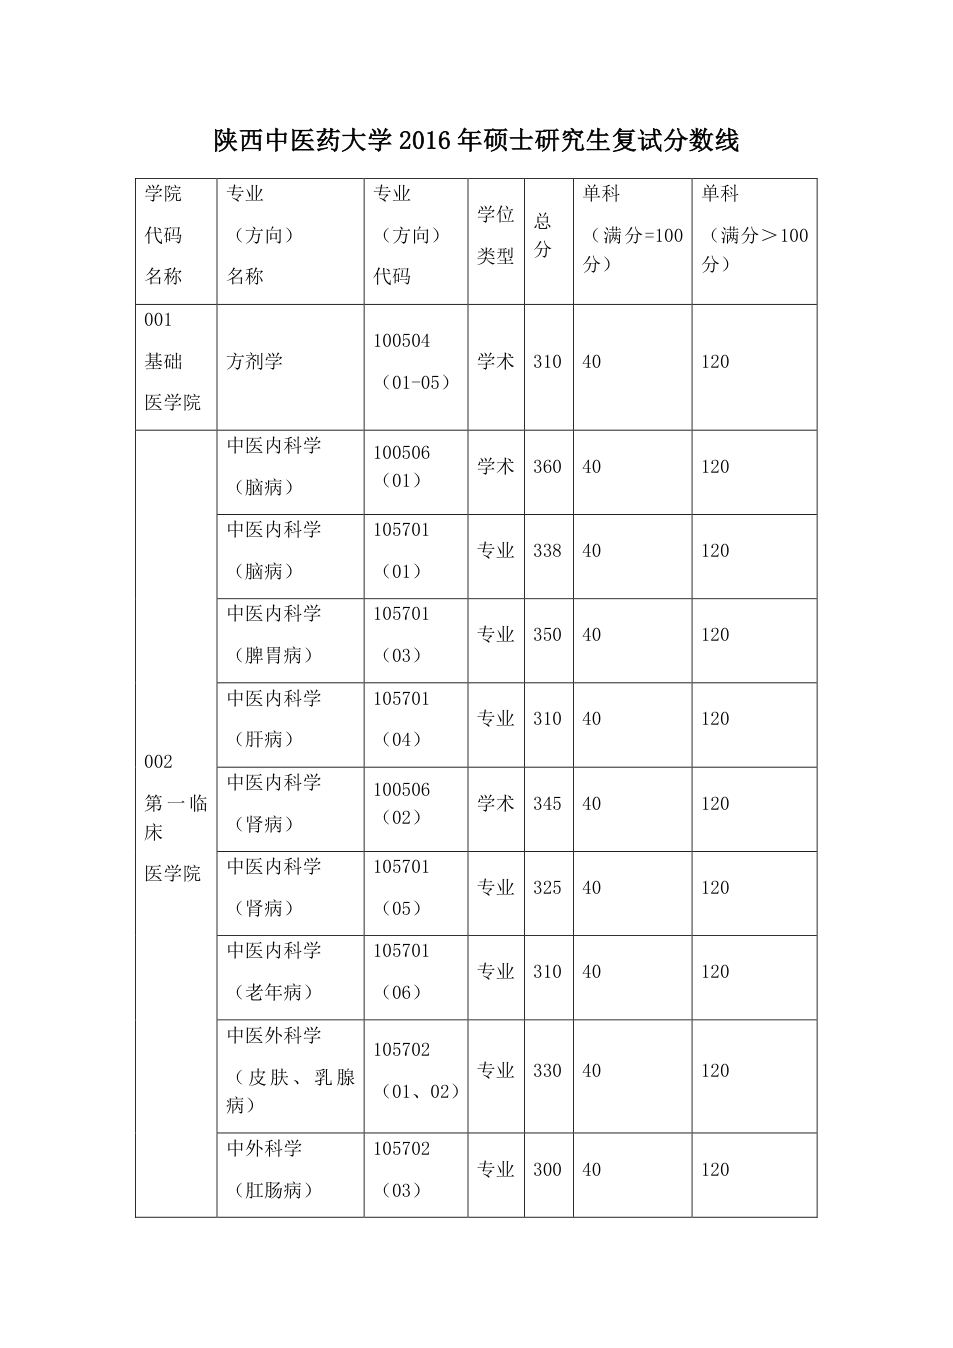 陕西中医药大学 2016 年硕士研究生复试分数线
学院
代码
名称
专业
（方向）
名称
专业
（方向）
代码
学位
类型
总
分
单科
（满分=100
分）
单科
（满分＞100
分）
001
基础
医学院
方剂学
100504
（01-05）
学术
310
40
120
002
第一临
床
医学院
中医内科学
（脑病）
100506
（01）
学术
360
40
120
中医内科学
（脑病）
105701
（01）
专业
338
40
120
中医内科学
（脾胃病）
105701
（03）
专业
350
40
120
中医内科学
（肝病）
105701
（04）
专业
310
40
120
中医内科学
（肾病）
100506
（02）
学术
345
40
120
中医内科学
（肾病）
105701
（05）
专业
325
40
120
中医内科学
（老年病）
105701
（06）
专业
310
40
120
中医外科学
（皮肤、乳腺
病）
105702
（01、02）
专业
330
40
120
中外科学
（肛肠病）
105702
（03）
专业
300
40
120